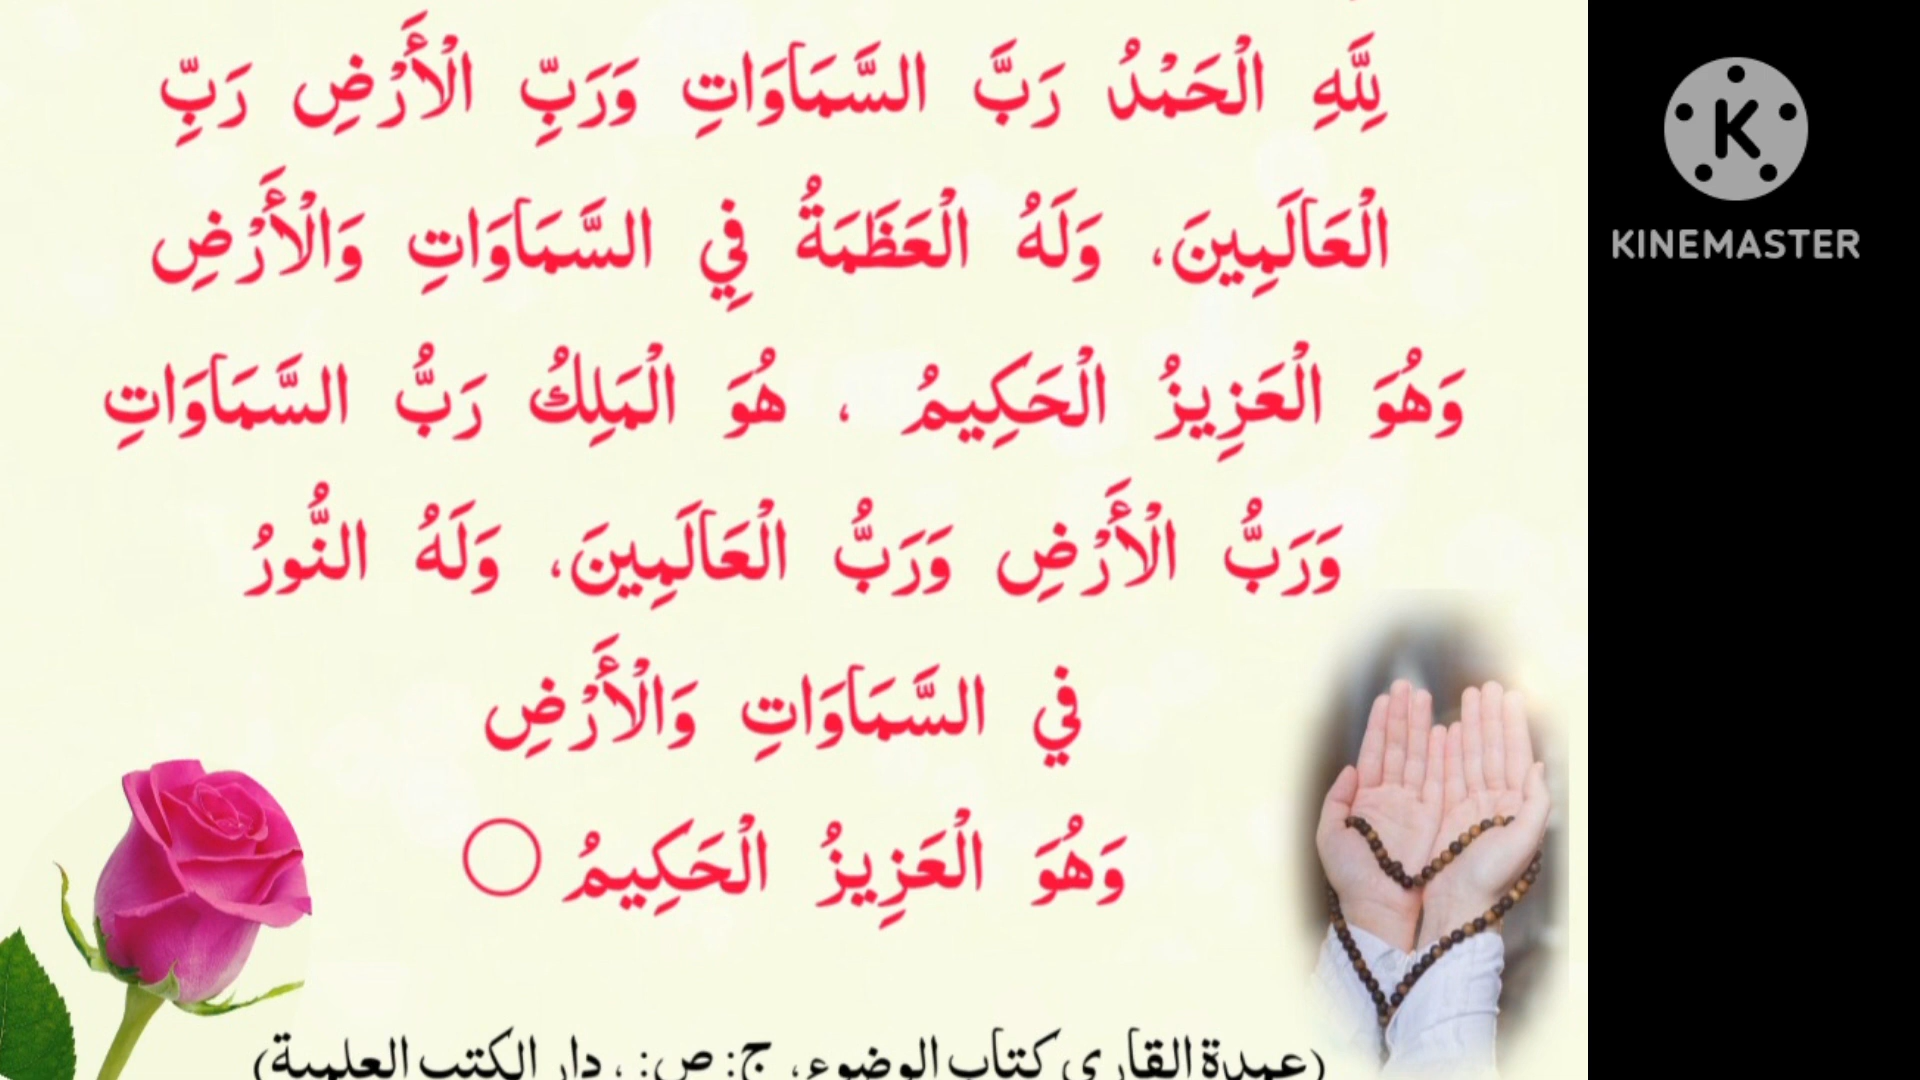 لِلَّهِ الْحَمْدُ رَبَّ السَّمَاوَاتِ وَرَبِّ الْأَرْضِ رَبِّ
الْعَالَمِينَ، وَلَهُ الْعَظَمَةُ فِي السَّمَاوَاتِ وَالْأَرْضِ
وَهُوَ الْعَزِيزُ الْحَكِيمُ ، هُوَ الْمَلِكُ رَبُّ السَّمَاوَاتِ
وَرَبُّ الْأَرْضِ وَرَبُّ الْعَالَمِينَ، وَلَهُ النُّورُ
في السَّمَاوَاتِ وَالْأَرْضِ
وَهُوَ الْعَزِيزُ الْحَكِيمُ
(عمدة القاري كتاب الوضوء، ج: ص: ، دار الكتب العلمية)
K
KINEMASTER